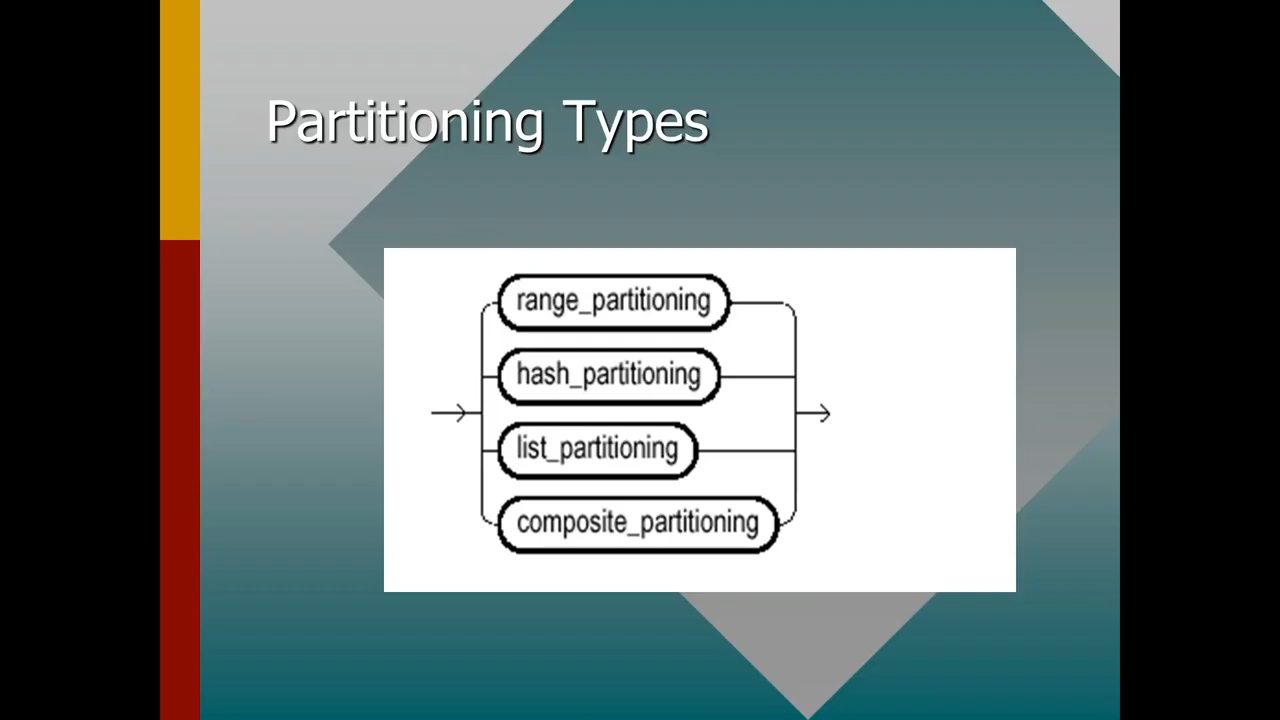 Partitioning Types
range_partitioning
hash_partitioning
list_partitioning
composite_partitioning